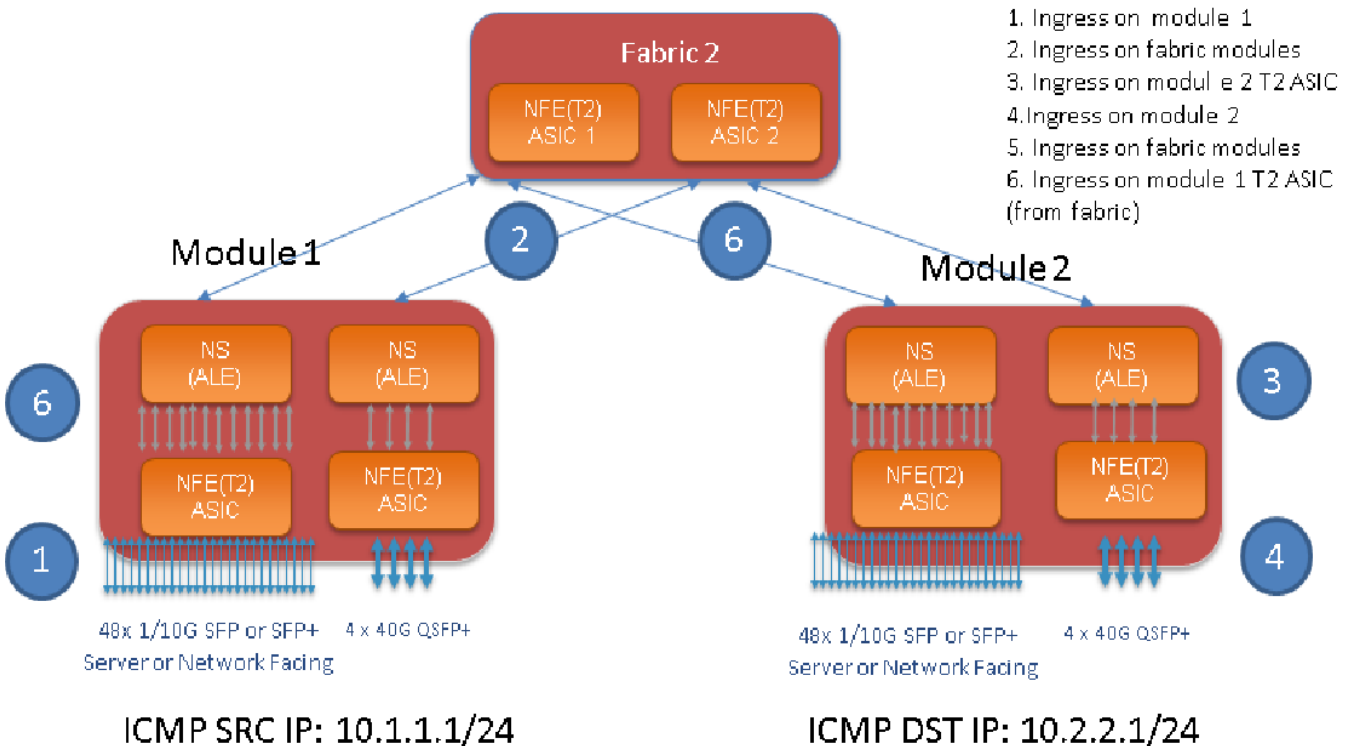 1. Ingress on module 1
2. Ingress on fabric modules
3. Ingress on modul e 2 T2 ASIC
4.Ingress on module 2
5. Ingress on fabric modules
6. Ingress on module 1 T2 ASIC
(from fabric)
Fabric 2
NFE(T2)
ASIC 1
NFE(T2)
ASIC 2
2
6
Module 1
Module 2
NS
(ALE)
NS
(ALE)
NS
(ALE)
NS
(ALE)
6
3
NFE(T2)
ASIC
NFE(T2)
ASIC
NFE(T2)
ASIC
NFE(T2)
ASIC
1
4
48x 1/10G SFP or SFP+
Server or Network Facing
4 x 40G QSFP+
48x 1/10G SFP or SFP+
Server or Network Facing
4 x 40G QSFP+
ICMP SRC IP: 10.1.1.1/24
ICMP DST IP: 10.2.2.1/24